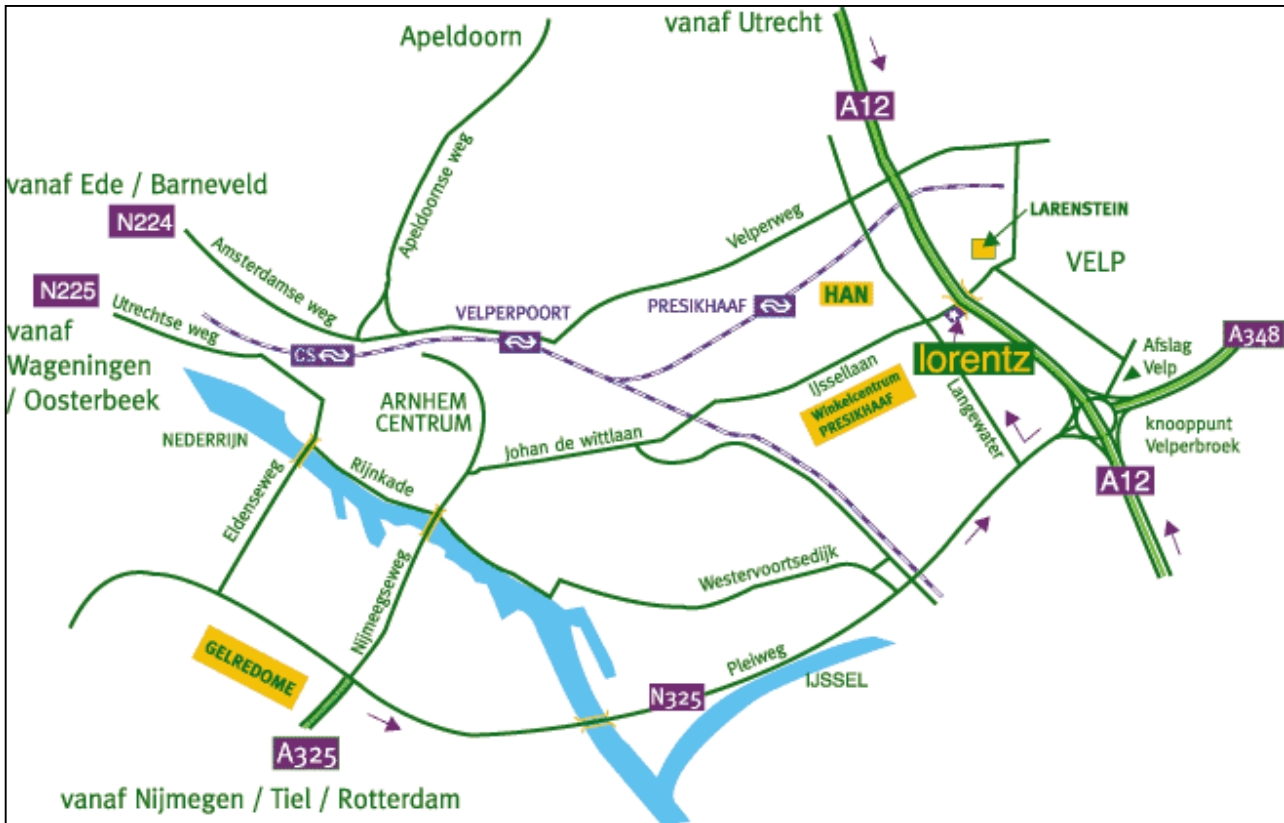 vanaf Utrecht
Apeldoorn
A12
Apeldoornse weg
vanaf Ede / Barneveld
N224
Velperweg
LARENSTEIN
Amsterdamse weg
VELP
N225
Utrechtse weg
VELPERPOORT
PRESIKHAAF
HAN
vanaf
Wageningen
/ Oosterbeek
CS
A348
Afslag
Velp
lorentz
IJssellaan
Winkelcentrum
PRESIKHAAF
Langewater
ARNHEM
CENTRUM
knooppunt
Velperbroek
NEDERRIJN
Johan de wittlaan
Rijnkade
A12
Eldenseweg
Westervoortsedijk
Nijmeegseweg
GELREDOME
Pleiweg
IJSSEL
N325
A325
vanaf Nijmegen / Tiel / Rotterdam